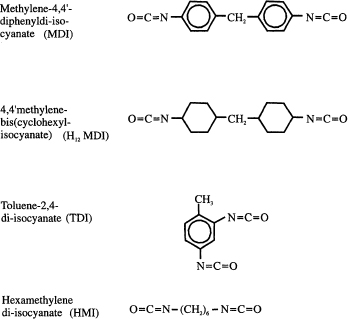 Methylene-4,4'-
diphenyldi-iso-
cyanate (MDI)
O=C=N CH₂ N=C=O
4,4'methylene-
bis(cyclohexyl-
isocyanate) (H₁₂ MDI)
O=C=N CH₂ N=C=O
Toluene-2,4-
di-isocyanate (TDI)
CH₃
N=C=O
N=C=O
Hexamethylene
di-isocyanate (HMI)
O=C=N–(CH₂)₆–N=C=O